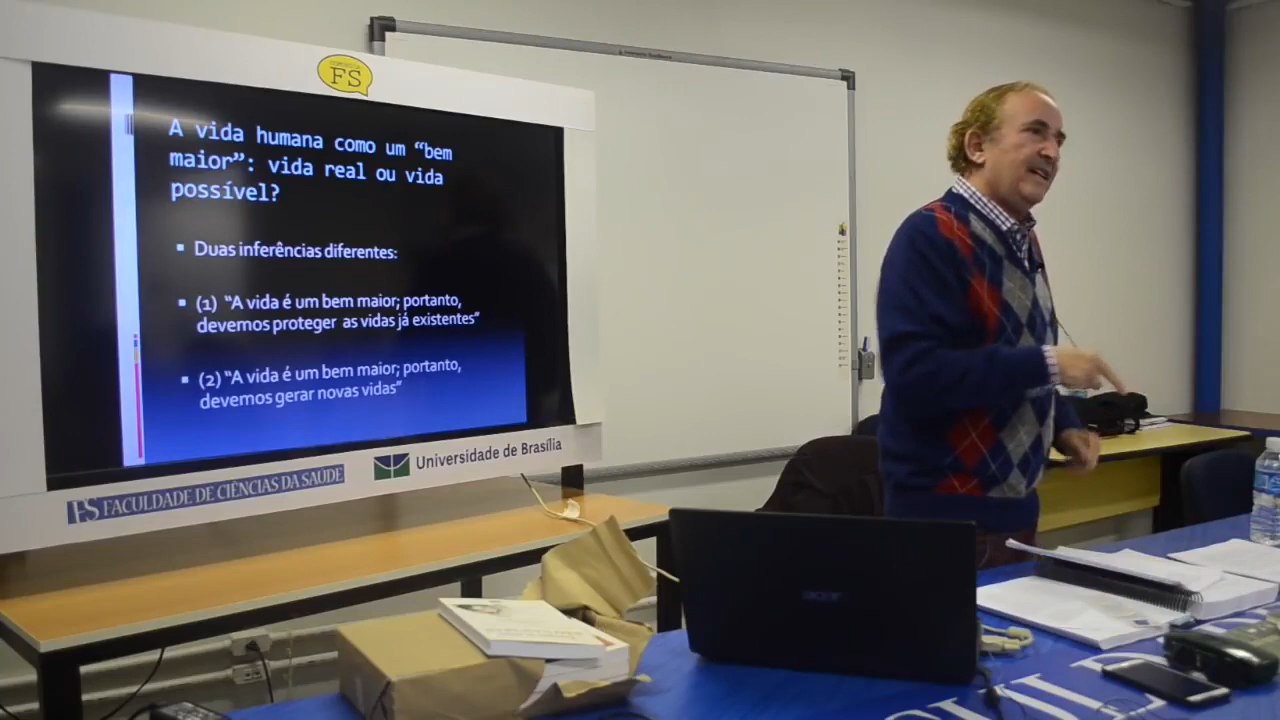 FS
A vida humana como um “bem
maior”: vida real ou vida
possível?
▪ Duas inferências diferentes:
▪ (1) “A vida é um bem maior; portanto,
devemos proteger as vidas já existentes”
▪ (2) “A vida é um bem maior; portanto,
devemos gerar novas vidas”
FS FACULDADE DE CIÊNCIAS DA SAÚDE
Universidade de Brasília
acer